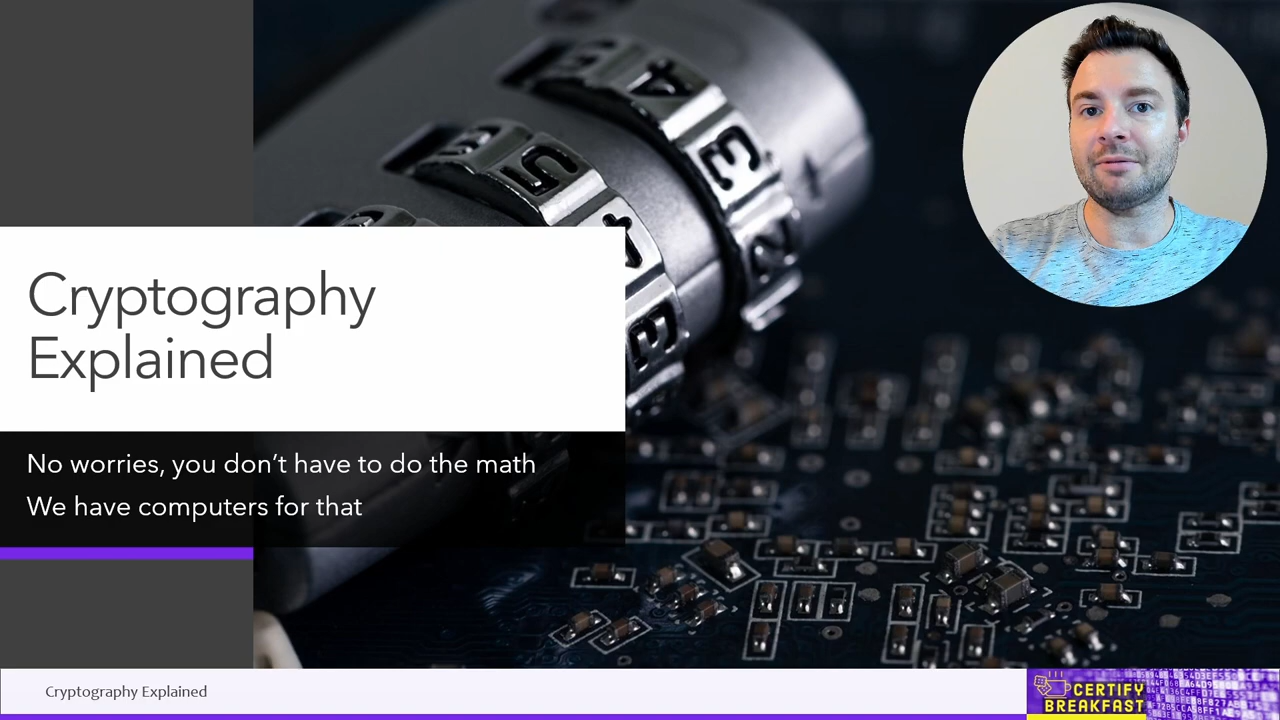 Cryptography
Explained
No worries, you don't have to do the math
We have computers for that
Cryptography Explained
CERTIFY
BREAKFAST